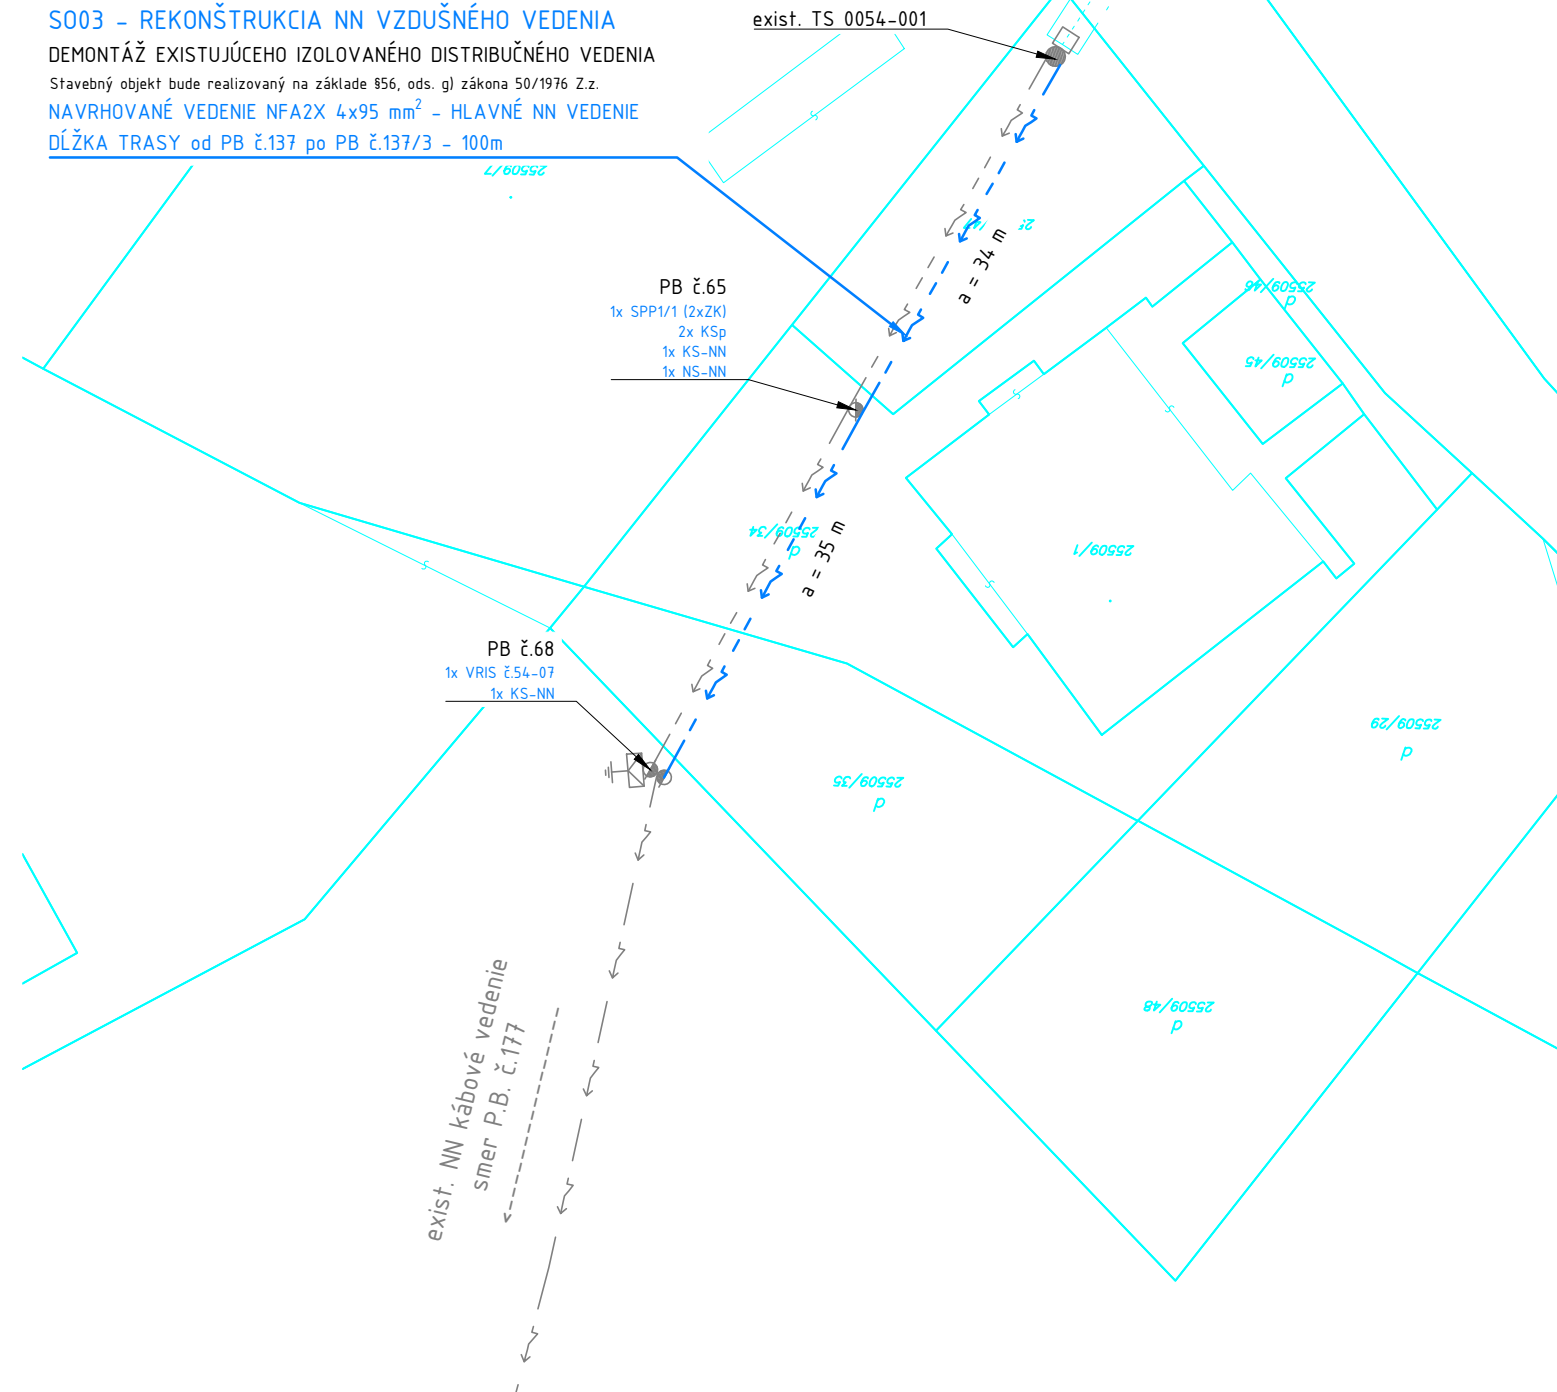 SO03 - REKONŠTRUKCIA NN VZDUŠNÉHO VEDENIA
DEMONTÁŽ EXISTUJÚCEHO IZOLOVANÉHO DISTRIBUČNÉHO VEDENIA
Stavebný objekt bude realizovaný na základe §56, ods. g) zákona 50/1976 Z.z.
NAVRHOVANÉ VEDENIE NFA2X 4x95 mm² - HLAVNÉ NN VEDENIE
DĹŽKA TRASY od PB č.137 po PB č.137/3 - 100m
exist. TS 0054-001
25509/7
a = 34 m
PB č.65
1x SPP1/1 (2xZK)
2x KSp
1x KS-NN
1x NS-NN
25509/46
25509/45
25509/34
a = 35 m
25509/1
PB č.68
1x VRIS č.54-07
1x KS-NN
25509/29
25509/35
25509/48
exist. NN kábové vedenie
smer P.B. č.177